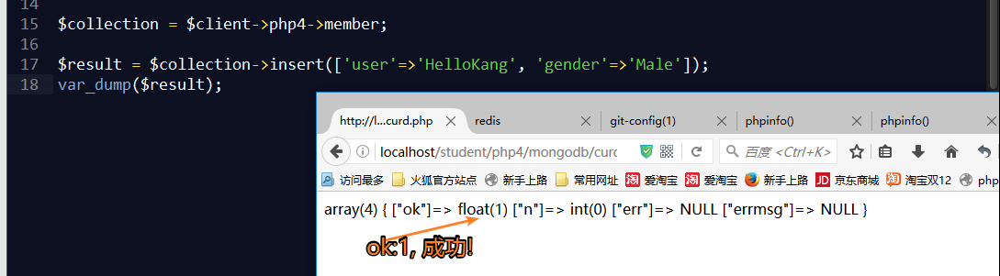 14
15 $collection = $client->php4->member;
16
17 $result = $collection->insert(['user'=>'HelloKang', 'gender'=>'Male']);
18 var_dump($result);
http://l...curd.php redis git-config(1) phpinfo() phpinfo()
localhost/student/php4/mongodb/curd 百度 <Ctrl+K>
访问最多 火狐官方站点 新手上路 常用网址 淘 爱淘宝 淘 爱淘宝 新手上路 JD 京东商城 淘 淘宝双12 php
array(4) { ["ok"]=> float(1) ["n"]=> int(0) ["err"]=> NULL ["errmsg"]=> NULL }
ok:1, 成功!